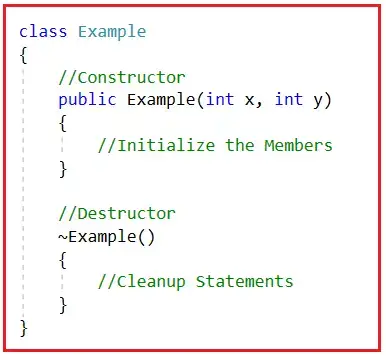 class Example
{
//Constructor
public Example(int x, int y)
{
//Initialize the Members
}
//Destructor
~Example()
{
//Cleanup Statements
}
}